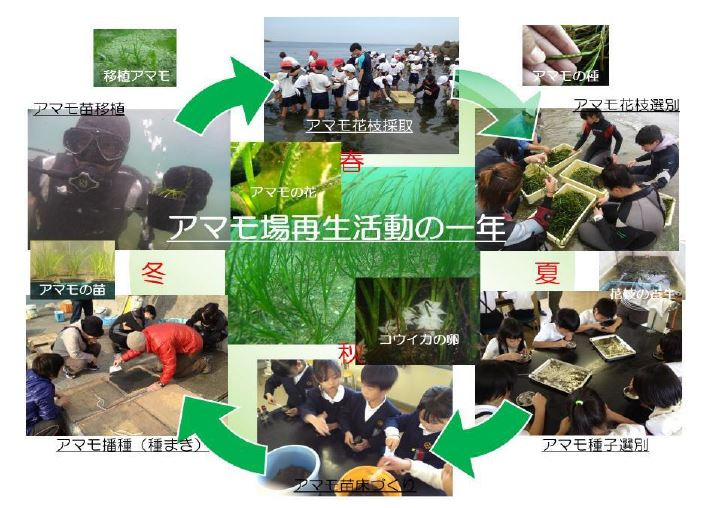 移植アマモ
アマモの種
アマモ苗移植
アマモ花枝採取
アマモ花枝選別
春
アマモの花
アマモ場再生活動の一年
冬
夏
アマモの苗
花枝の養生
コウイカの卵
秋
アマモ播種（種まき）
アマモ種子選別
アマモ苗床づくり